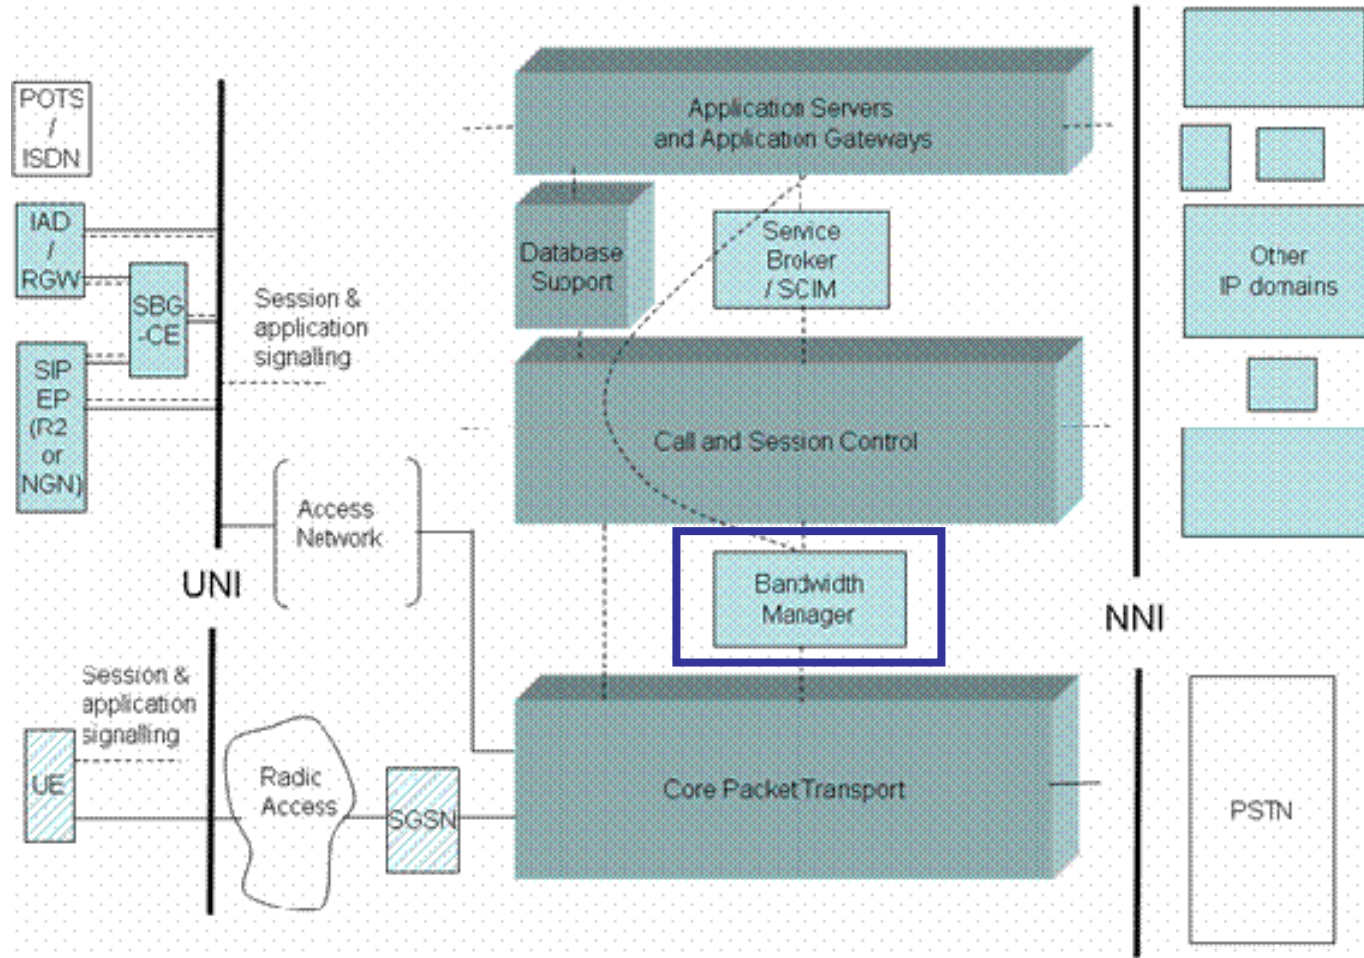 POTS
/
ISDN
IAD
/
RGW
SBG
-CE
SIP
EP
(R2
or
NGN)
Session &
application
signalling
Access
Network
UNI
Session &
application
signalling
UE
Radio
Access
SGSN
Application Servers
and Application Gateways
Database
Support
Service
Broker
/ SCIM
Call and Session Control
Bandwidth
Manager
Core Packet Transport
NNI
Other
IP domains
PSTN